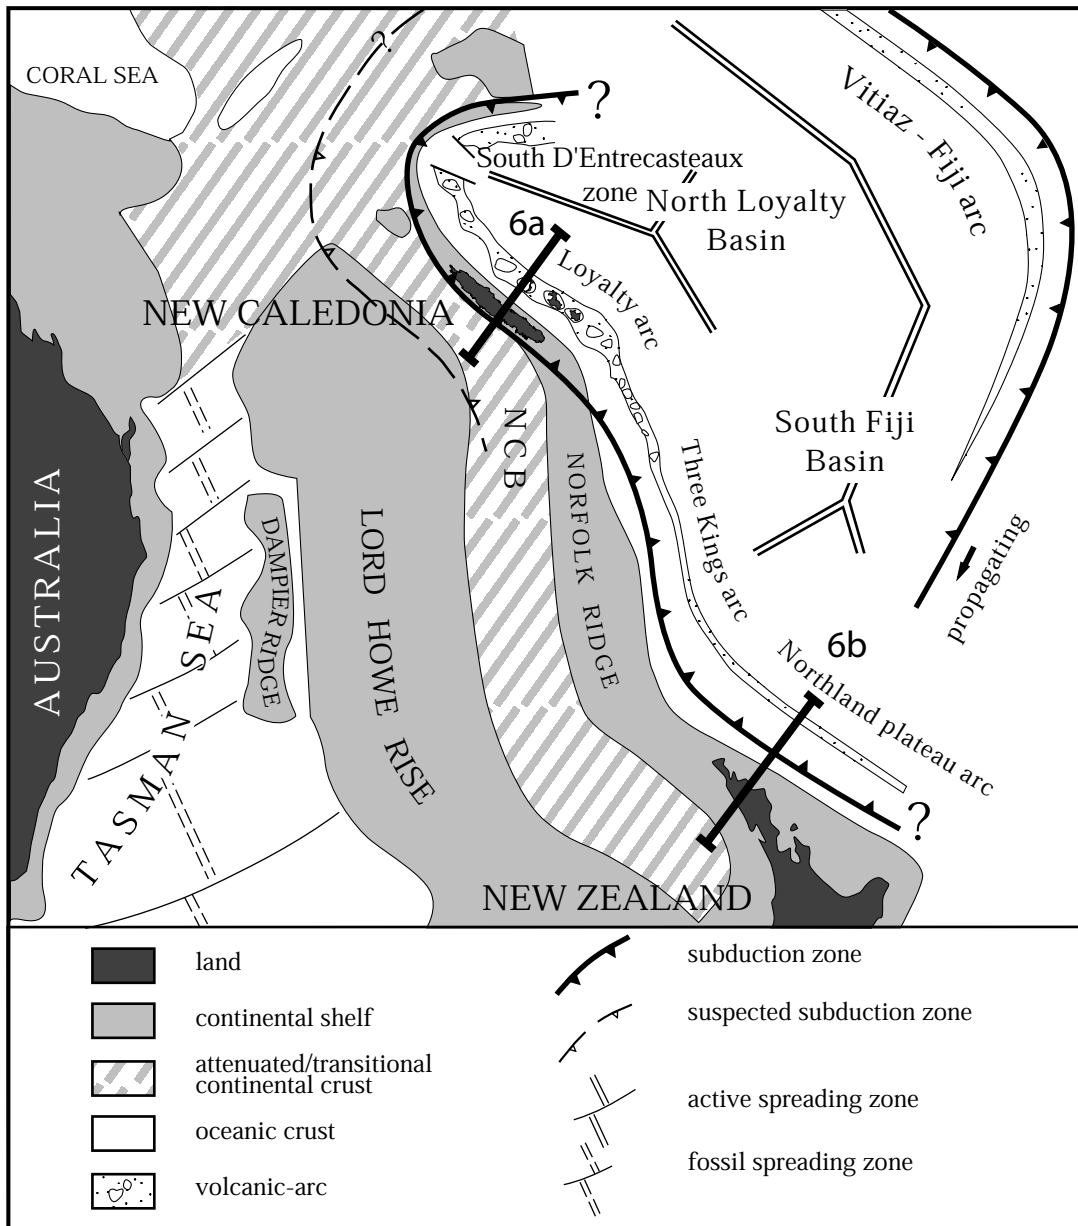 CORAL SEA
?
?
Vitiaz - Fiji arc
South D'Entrecasteaux
zone
North Loyalty
Basin
6a
Loyalty arc
NEW CALEDONIA
South Fiji
Basin
NCB
NORFOLK RIDGE
Three Kings arc
AUSTRALIA
TASMAN SEA
DAMPIER RIDGE
LORD HOWE RISE
propagating
6b
Northland plateau arc
?
NEW ZEALAND
land
continental shelf
attenuated/transitional
continental crust
oceanic crust
volcanic-arc
subduction zone
suspected subduction zone
active spreading zone
fossil spreading zone